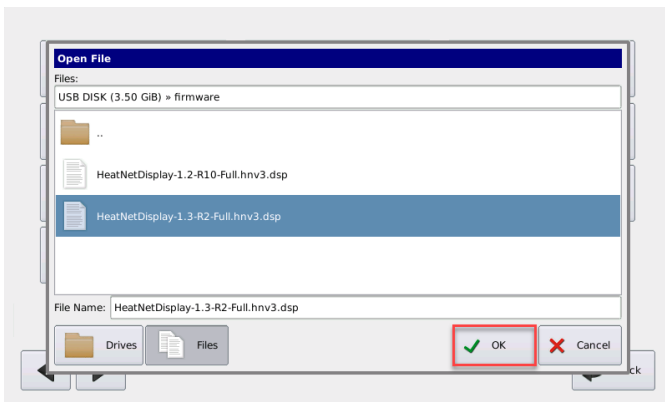 Open File
Files:
USB DISK (3.50 GiB) » firmware
..
HeatNetDisplay-1.2-R10-Full.hnv3.dsp
HeatNetDisplay-1.3-R2-Full.hnv3.dsp
File Name: HeatNetDisplay-1.3-R2-Full.hnv3.dsp
Drives Files OK Cancel
ck